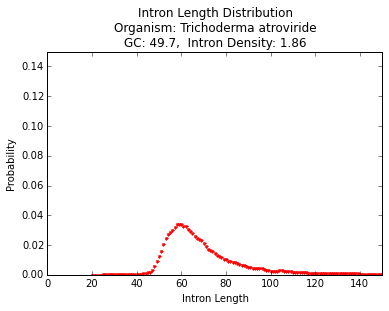 Intron Length Distribution
Organism: Trichoderma atroviride
GC: 49.7,  Intron Density: 1.86
0.14
0.12
0.10
0.08
0.06
0.04
0.02
0.00
Probability
0 20 40 60 80 100 120 140
Intron Length